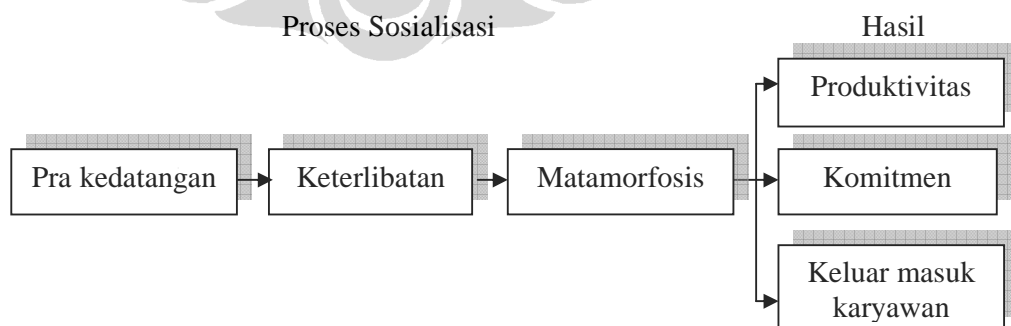 Proses Sosialisasi
Hasil
Produktivitas
Pra kedatangan
Keterlibatan
Matamorfosis
Komitmen
Keluar masuk
karyawan